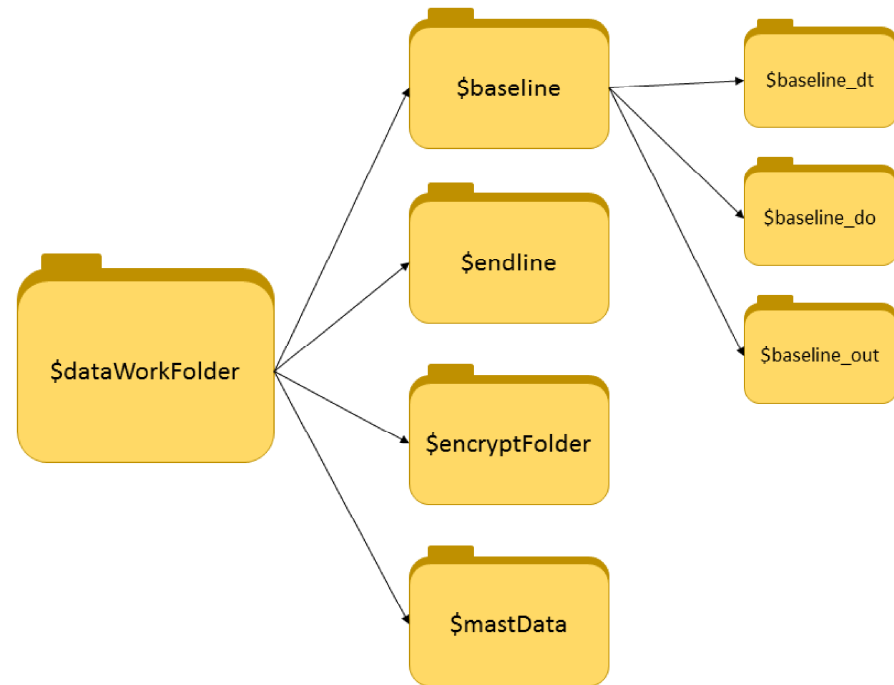 $dataWorkFolder
$baseline
$endline
$encryptFolder
$mastData
$baseline_dt
$baseline_do
$baseline_out